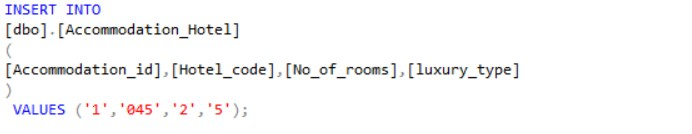 INSERT INTO
[dbo].[Accommodation_Hotel]
(
[Accommodation_id],[Hotel_code],[No_of_rooms],[luxury_type]
)
VALUES ('1','045','2','5');